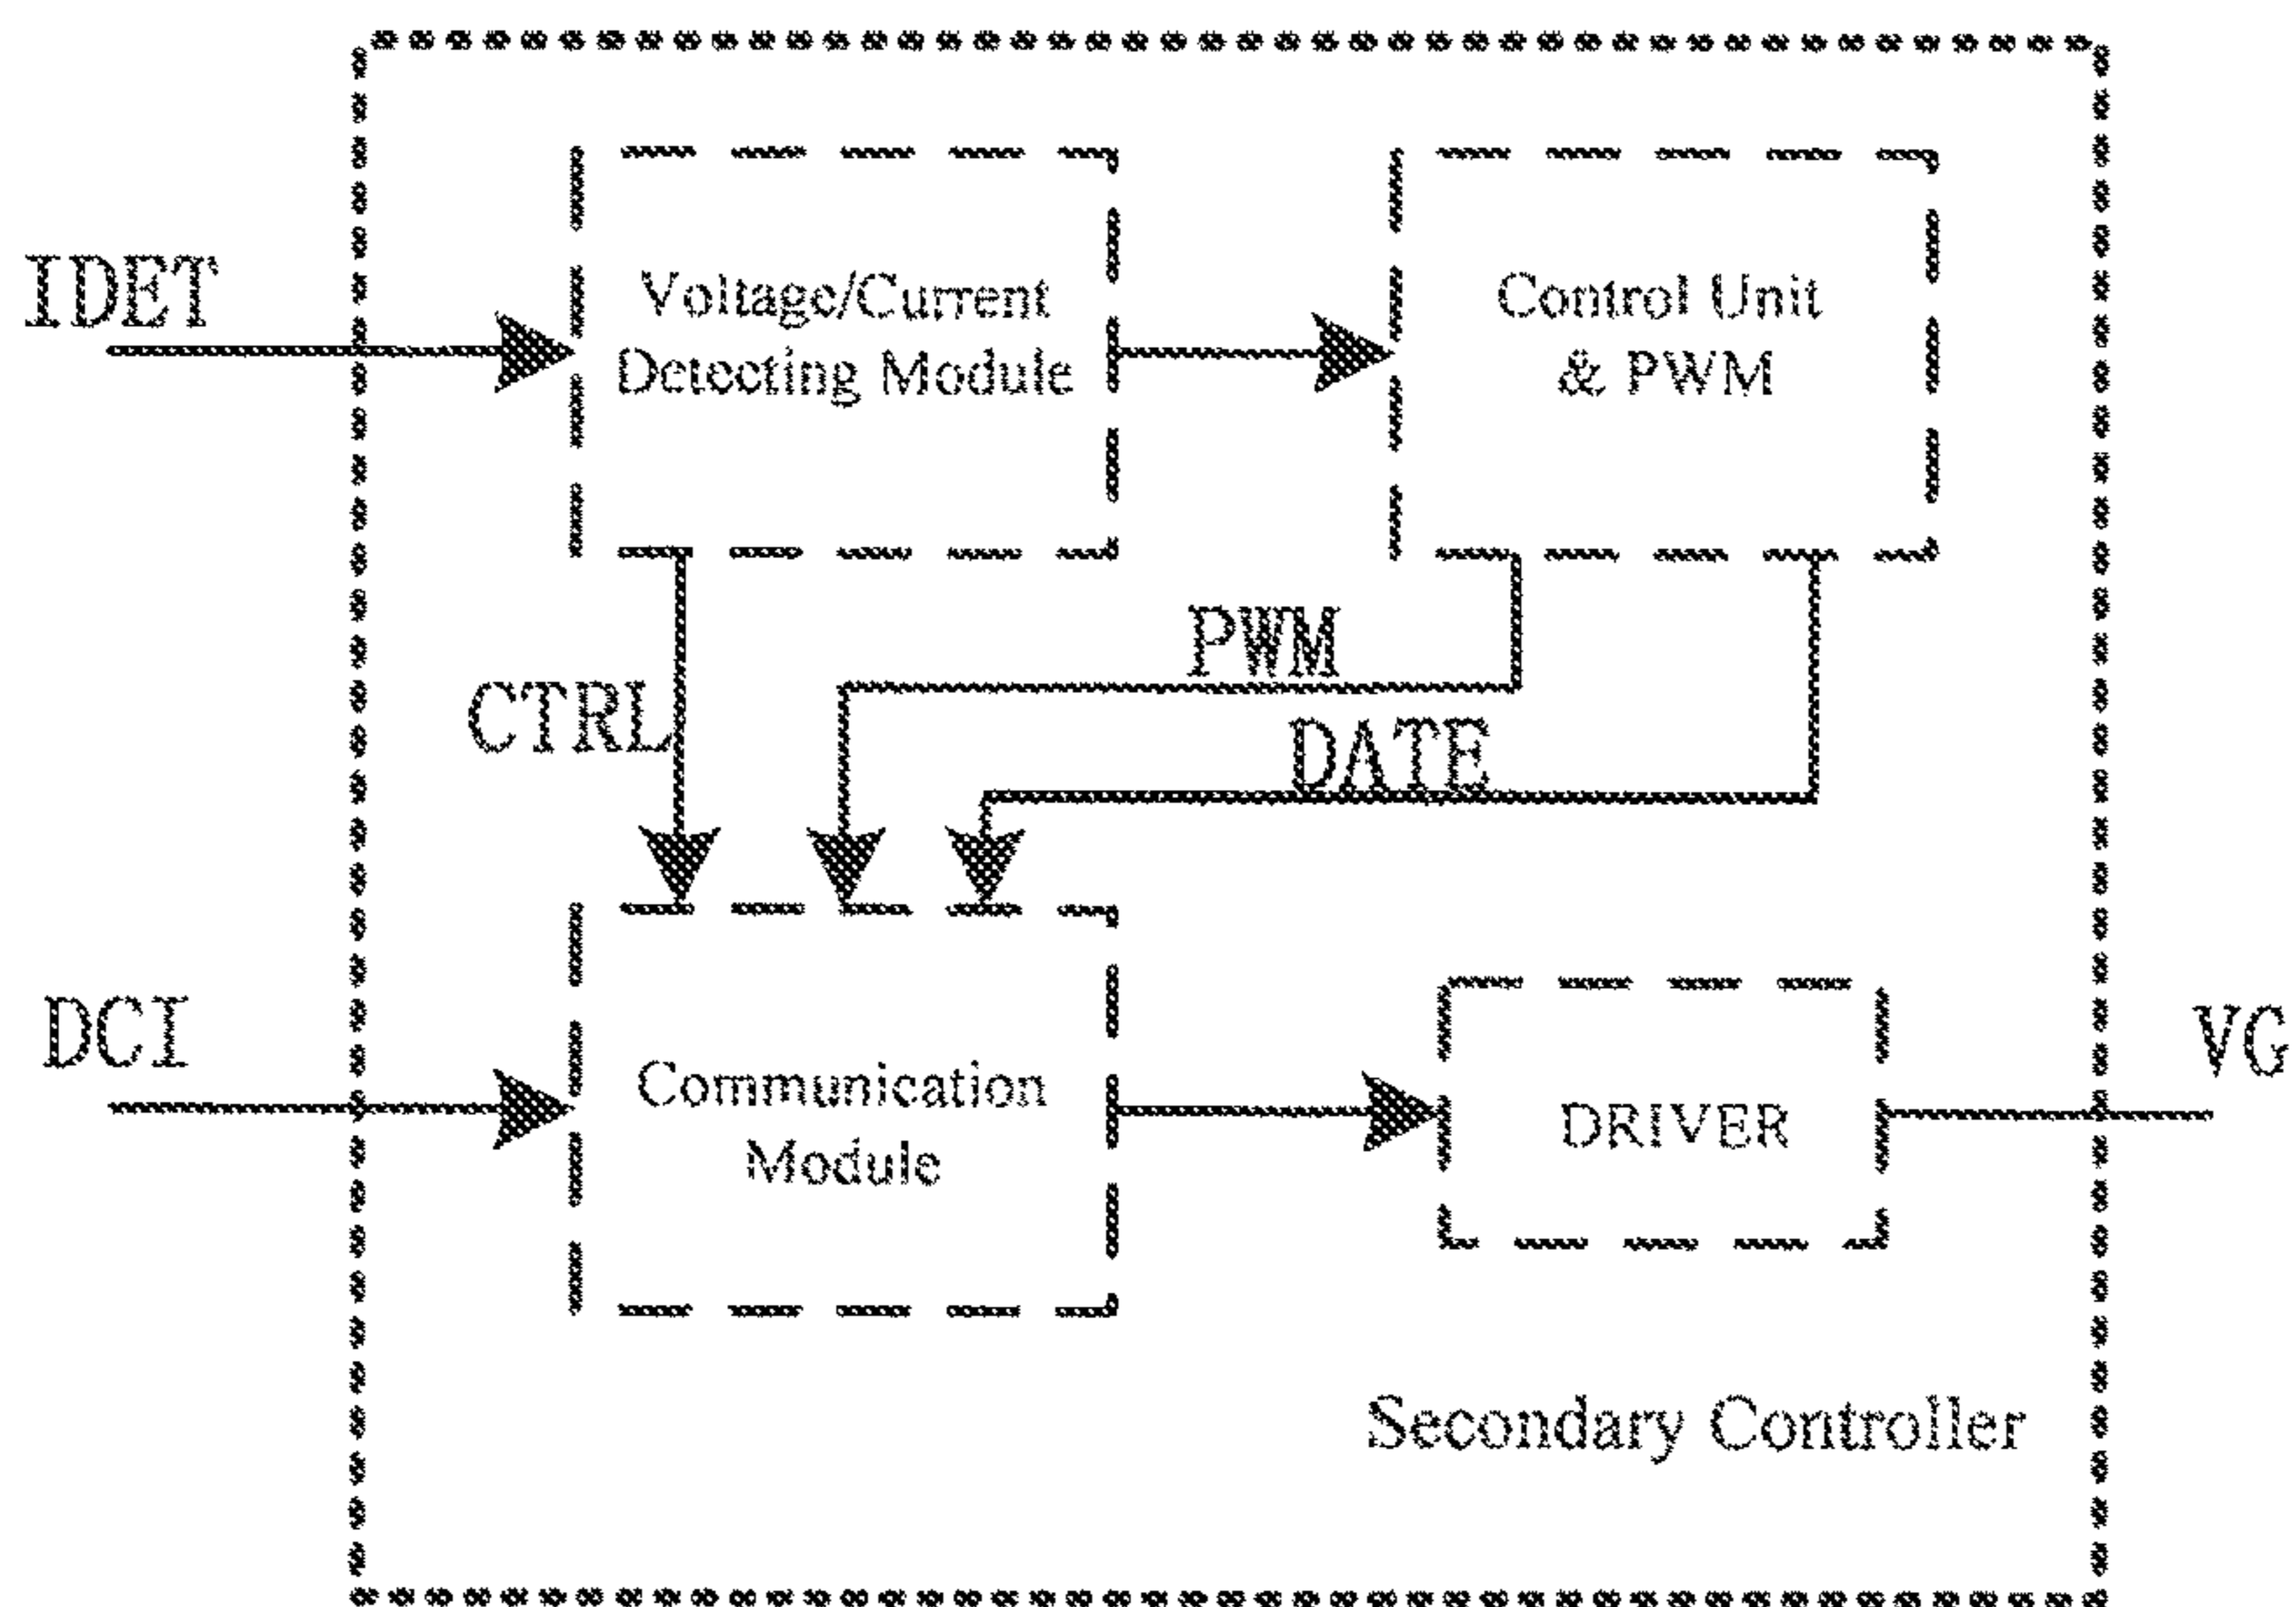 IDET
Voltage/Current
Detecting Module
Control Unit
& PWM
PWM
CTRL
DATE
DCI
Communication
Module
DRIVER
VG
Secondary Controller